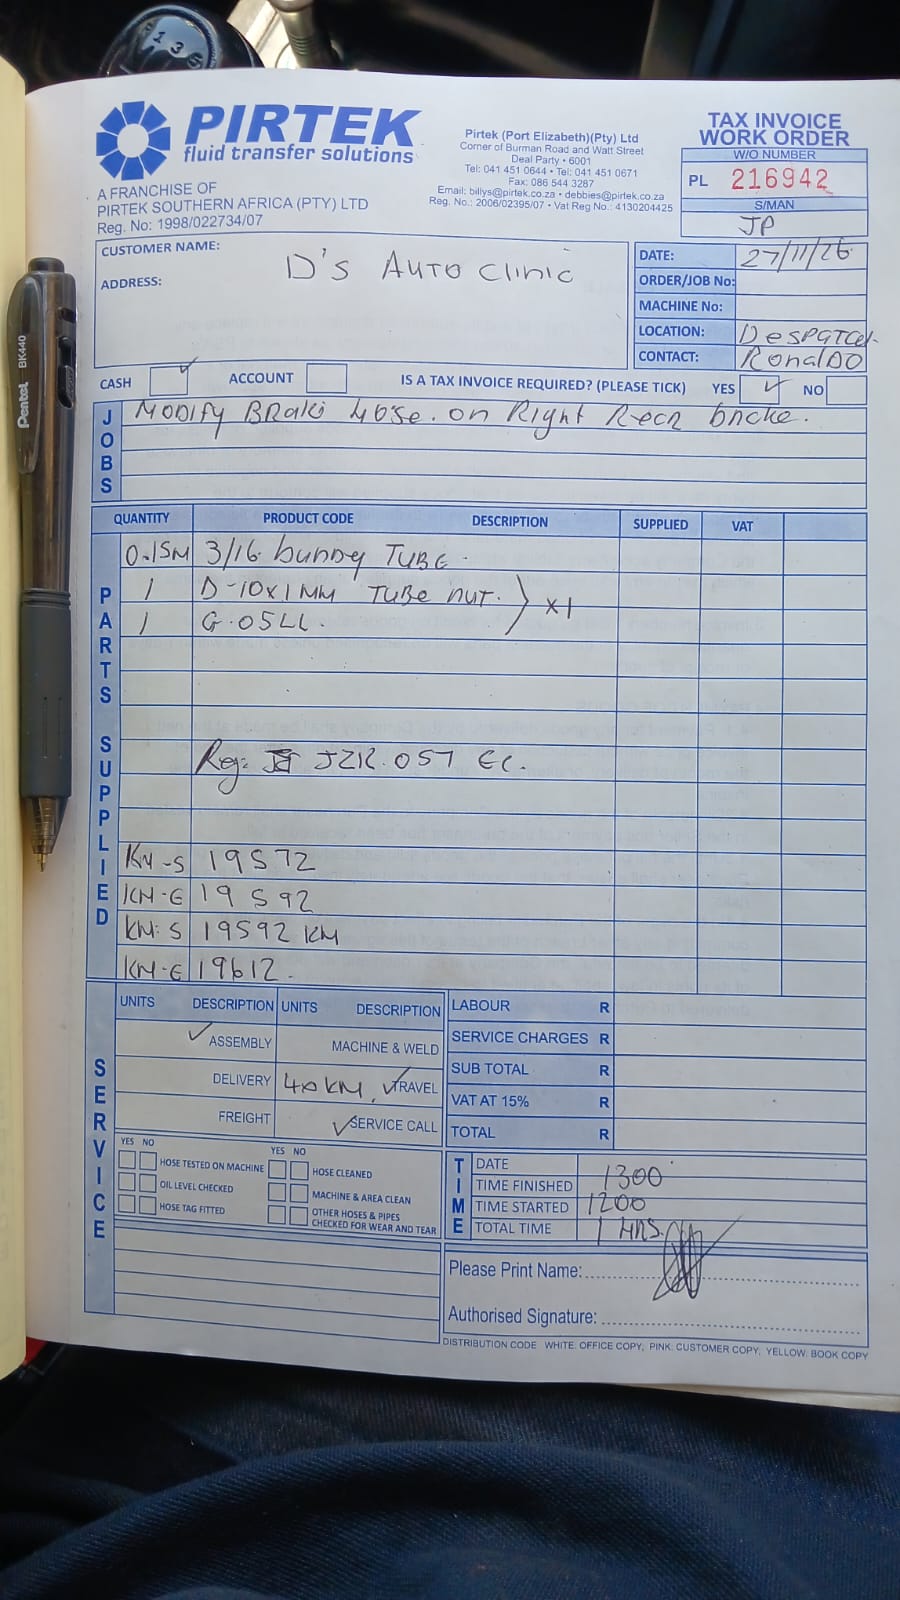 PIRTEK
fluid transfer solutions
A FRANCHISE OF
PIRTEK SOUTHERN AFRICA (PTY) LTD
Reg. No: 1998/022734/07
Pirtek (Port Elizabeth)(Pty) Ltd
Corner of Burman Road and Watt Street
Deal Party • 6001
Tel: 041 451 0644 • Tel: 041 451 0671
Fax: 086 544 3287
Email: billys@pirtek.co.za • debbies@pirtek.co.za
Reg. No.: 2006/02395/07 • Vat Reg No.: 4130204425
TAX INVOICE
WORK ORDER
W/O NUMBER
PL 216942
S/MAN
JP
CUSTOMER NAME: D's AUTO Clinic
ADDRESS:
DATE: 27/11/26
ORDER/JOB No:
MACHINE No:
LOCATION: DesPATCH
CONTACT: RonalDO
CASH ACCOUNT IS A TAX INVOICE REQUIRED? (PLEASE TICK) YES NO
JOBS
MODIFY BRAKE HOSE. on Right Rear brake.
QUANTITY PRODUCT CODE DESCRIPTION SUPPLIED VAT
PARTS SUPPLIED
0.15M 3/16 bundy TUBE.
1 D-10x1MM TUBE nut. x1
1 G.05LL.
Reg: JZR.057 EC.
KM-S 19572
KM-E 19592
KM:S 19592 KM
KM-E 19612.
SERVICE
UNITS DESCRIPTION UNITS DESCRIPTION
ASSEMBLY MACHINE & WELD
DELIVERY 40KM, TRAVEL
FREIGHT SERVICE CALL
YES NO YES NO
HOSE TESTED ON MACHINE HOSE CLEANED
OIL LEVEL CHECKED MACHINE & AREA CLEAN
HOSE TAG FITTED OTHER HOSES & PIPES
CHECKED FOR WEAR AND TEAR
LABOUR R
SERVICE CHARGES R
SUB TOTAL R
VAT AT 15% R
TOTAL R
TIME
DATE
TIME FINISHED 1300
TIME STARTED 1200
TOTAL TIME 1 HRS.
Please Print Name:
Authorised Signature:
DISTRIBUTION CODE WHITE: OFFICE COPY, PINK: CUSTOMER COPY, YELLOW: BOOK COPY
Pentel BK440
1 3 5